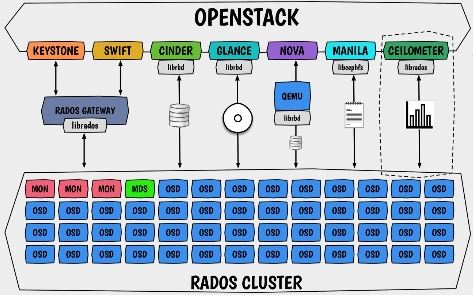 OPENSTACK
KEYSTONE SWIFT CINDER GLANCE NOVA MANILA CEILOMETER
librbd librbd libcephfs librados
QEMU
RADOS GATEWAY
librados
librbd
MON MON MON MDS OSD OSD OSD OSD OSD OSD OSD OSD OSD
OSD OSD OSD OSD OSD OSD OSD OSD OSD OSD OSD OSD OSD
OSD OSD OSD OSD OSD OSD OSD OSD OSD OSD OSD OSD OSD
OSD OSD OSD OSD OSD OSD OSD OSD OSD OSD OSD OSD OSD
RADOS CLUSTER